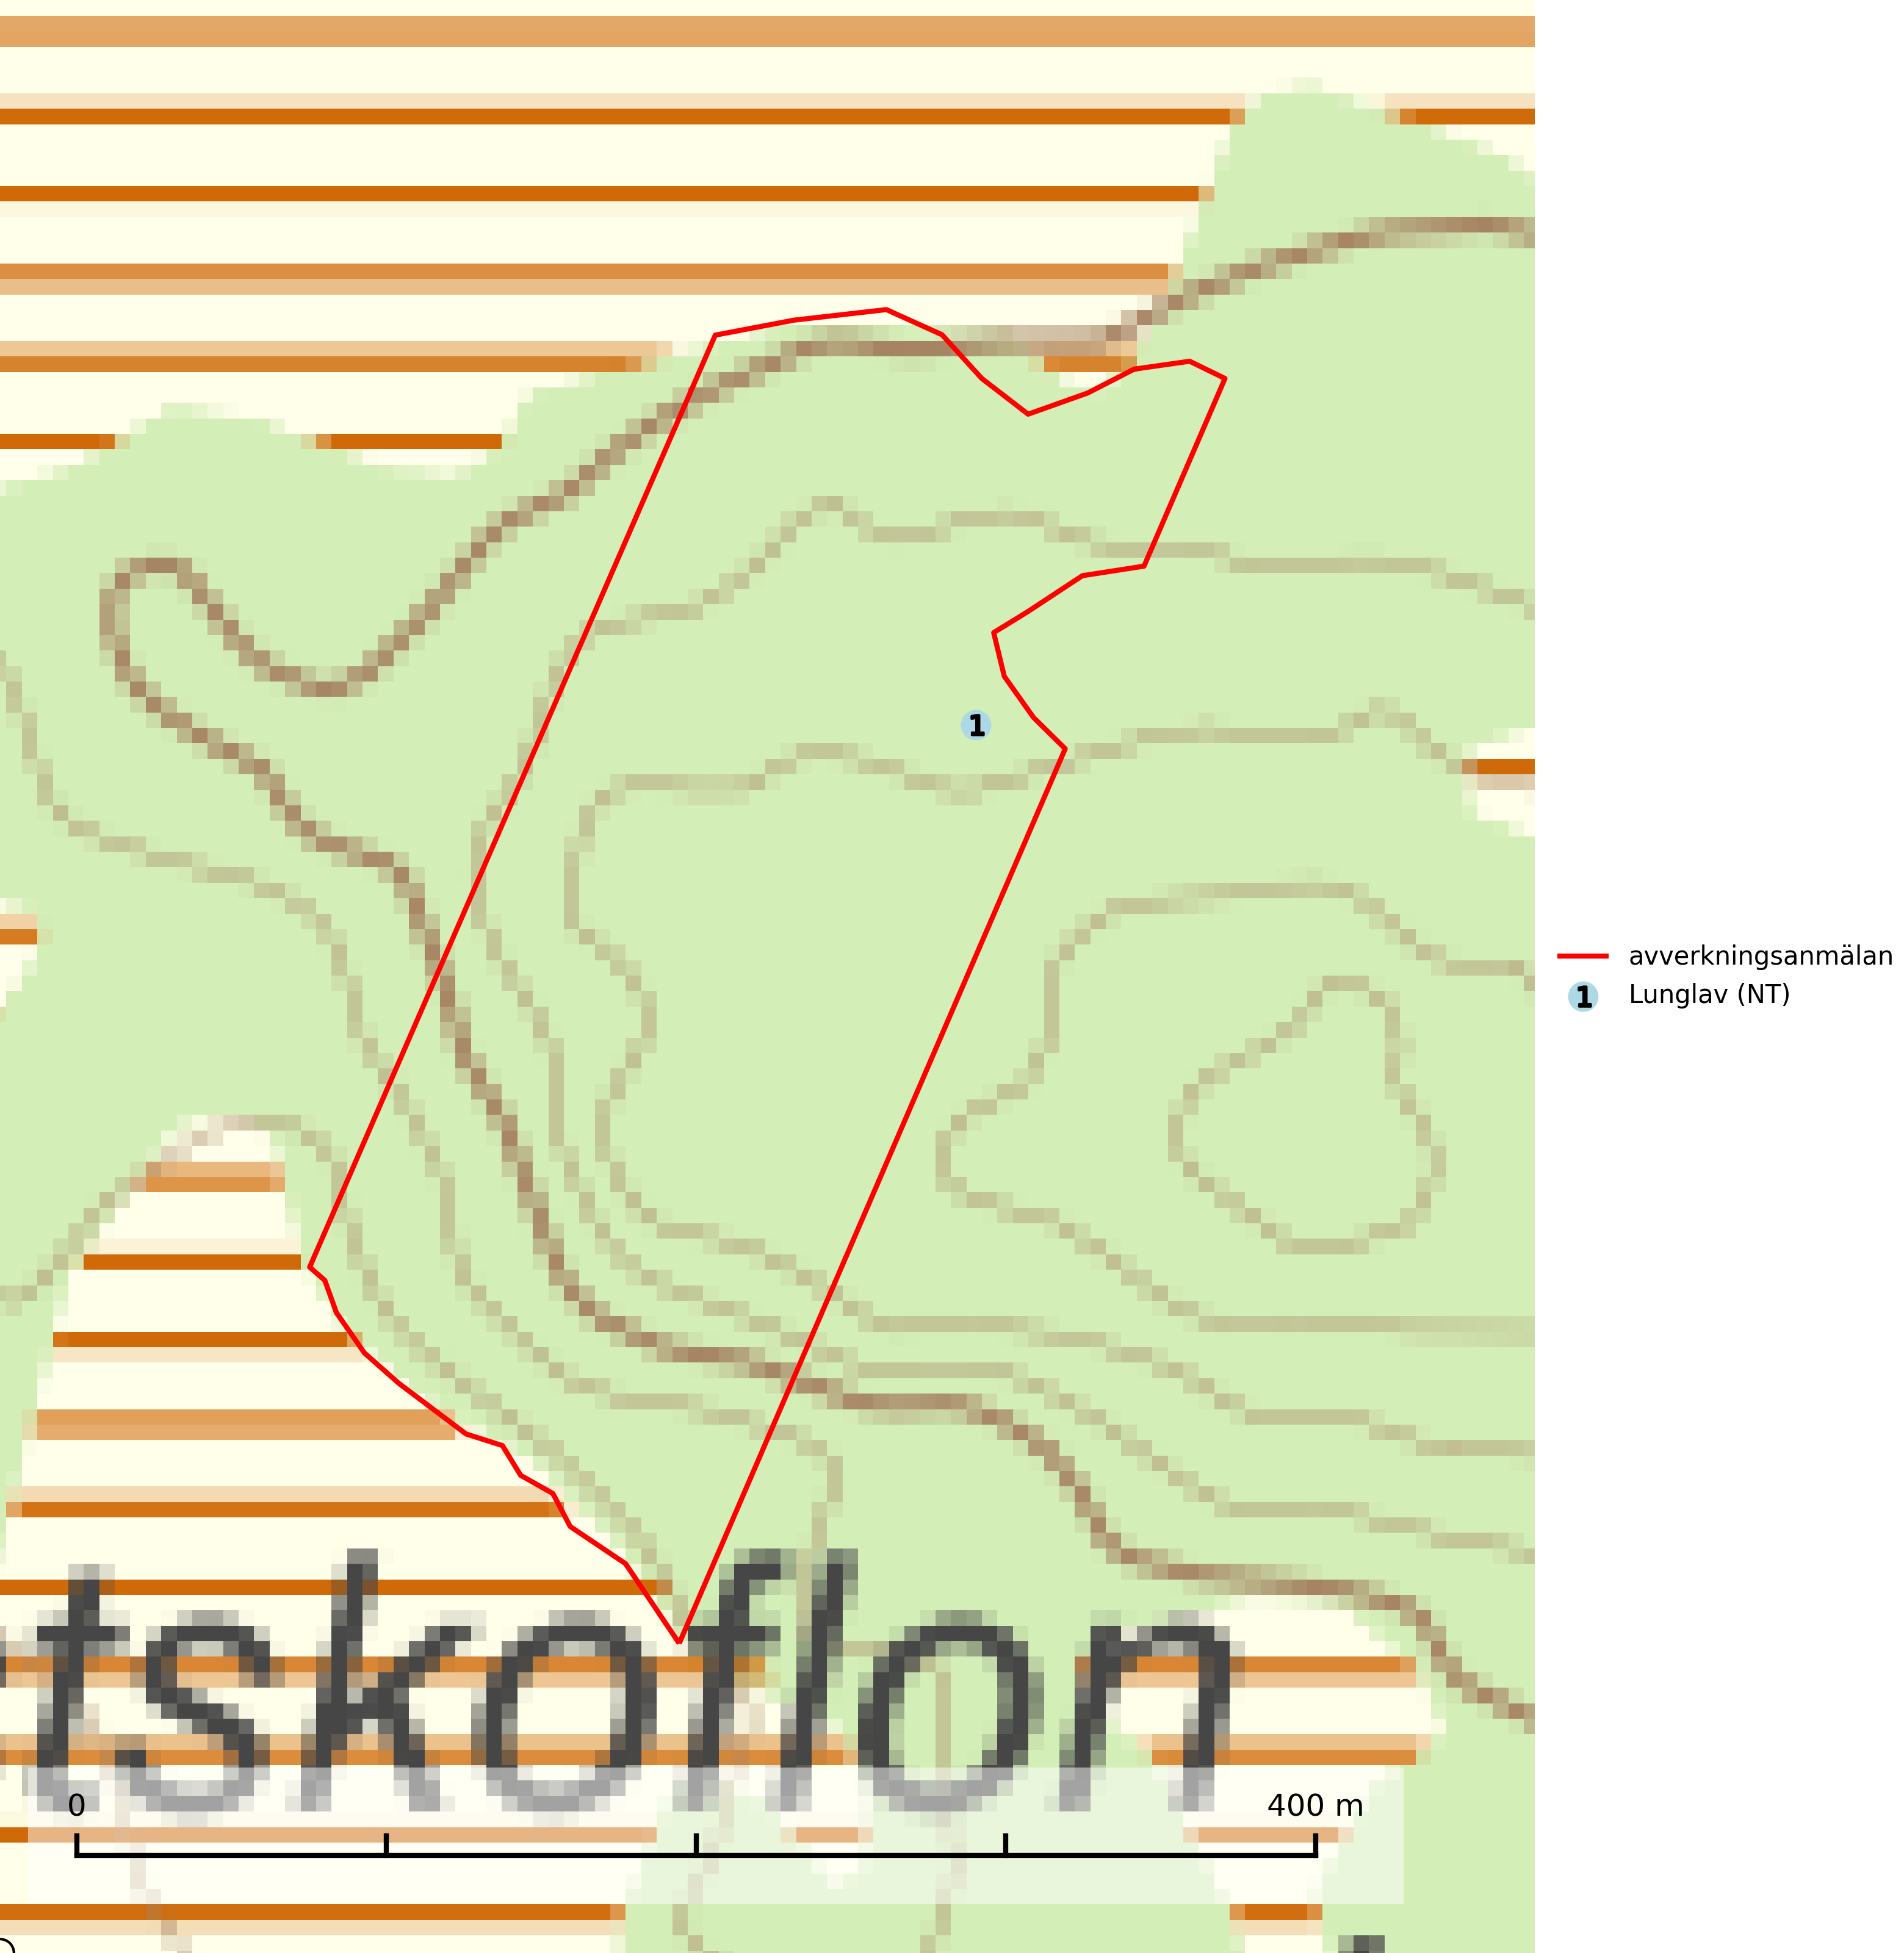 1
avverkningsanmälan
1 Lunglav (NT)
tskoflon
0 400 m